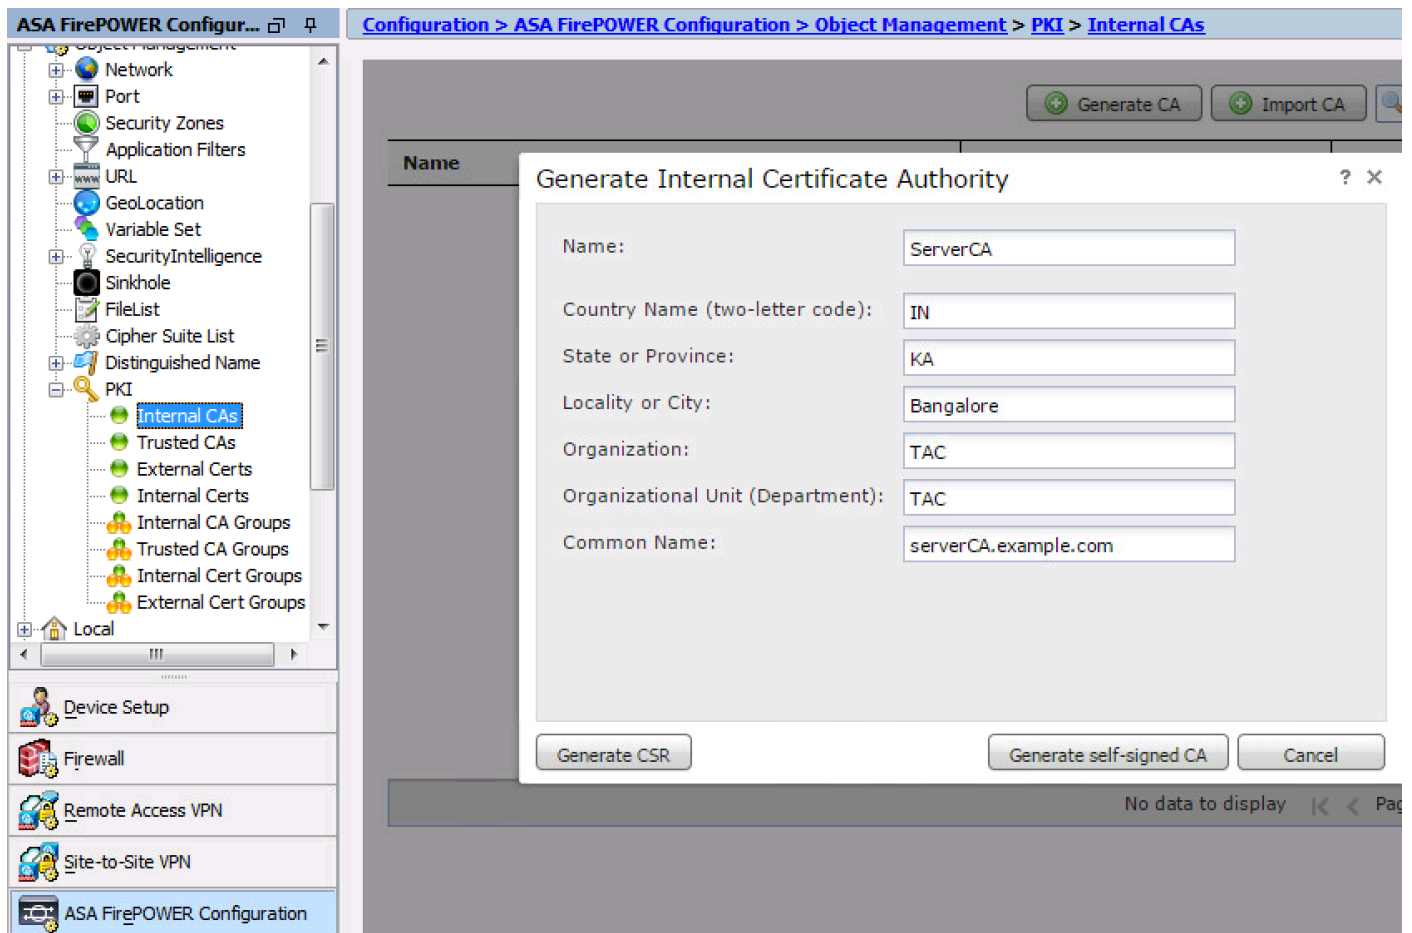 ASA FirePOWER Configur...
Configuration > ASA FirePOWER Configuration > Object Management > PKI > Internal CAs
Object Management
Network
Port
Security Zones
Application Filters
www URL
GeoLocation
Variable Set
SecurityIntelligence
Sinkhole
FileList
Cipher Suite List
Distinguished Name
PKI
Internal CAs
Trusted CAs
External Certs
Internal Certs
Internal CA Groups
Trusted CA Groups
Internal Cert Groups
External Cert Groups
Local
Device Setup
Firewall
Remote Access VPN
Site-to-Site VPN
ASA FirePOWER Configuration
Generate CA
Import CA
Name
Generate Internal Certificate Authority
?
Name: ServerCA
Country Name (two-letter code): IN
State or Province: KA
Locality or City: Bangalore
Organization: TAC
Organizational Unit (Department): TAC
Common Name: serverCA.example.com
Generate CSR
Generate self-signed CA
Cancel
No data to display
Pag